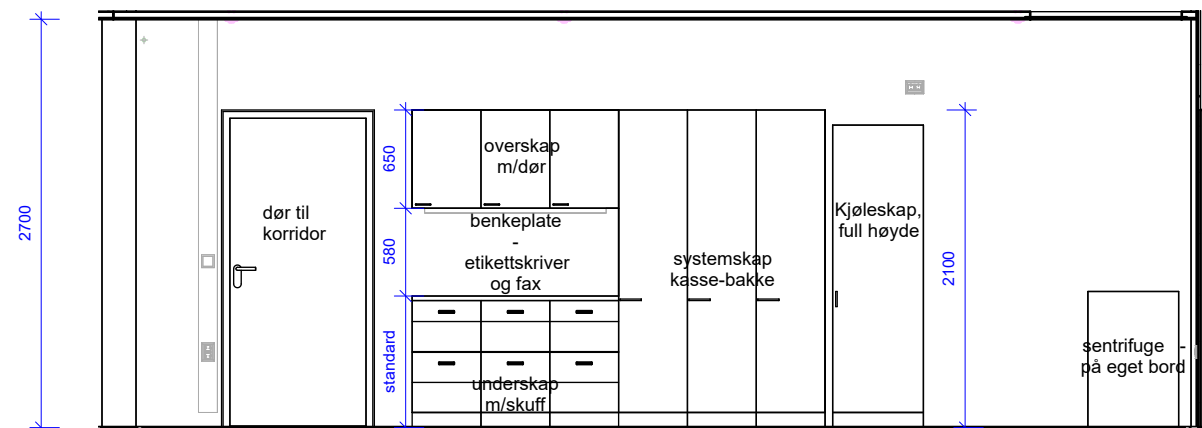 2700
dør til
korridor
650
580
standard
overskap
m/dør
benkeplate
-
etikettskriver
og fax
underskap
m/skuff
systemskap
kasse-bakke
Kjøleskap,
full høyde
2100
sentrifuge -
på eget bord